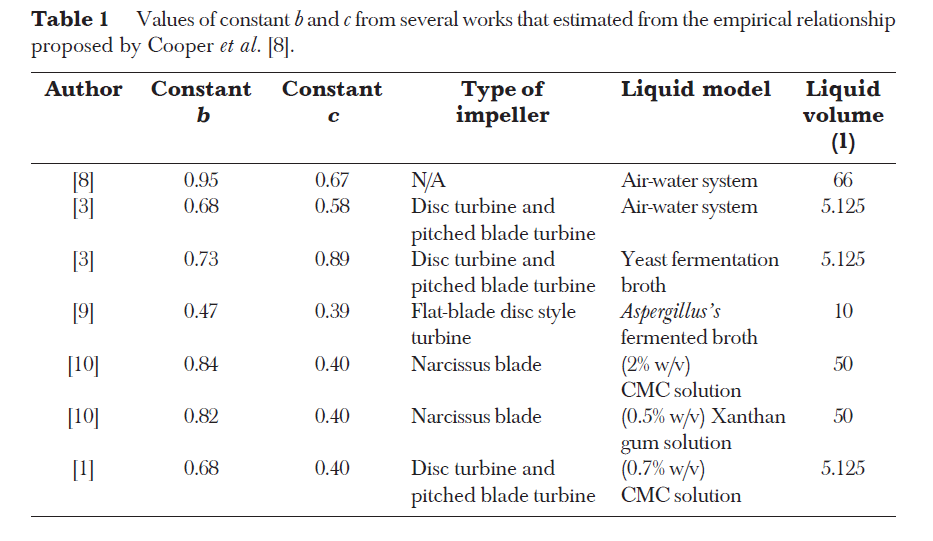 Table 1 Values of constant b and c from several works that estimated from the empirical relationship
proposed by Cooper et al. [8].
Author Constant Constant Type of Liquid model Liquid
b c impeller volume
(l)
[8] 0.95 0.67 N/A Air-water system 66
[3] 0.68 0.58 Disc turbine and Air-water system 5.125
pitched blade turbine
[3] 0.73 0.89 Disc turbine and Yeast fermentation 5.125
pitched blade turbine broth
[9] 0.47 0.39 Flat-blade disc style Aspergillus's 10
turbine fermented broth
[10] 0.84 0.40 Narcissus blade (2% w/v) 50
CMC solution
[10] 0.82 0.40 Narcissus blade (0.5% w/v) Xanthan 50
gum solution
[1] 0.68 0.40 Disc turbine and (0.7% w/v) 5.125
pitched blade turbine CMC solution